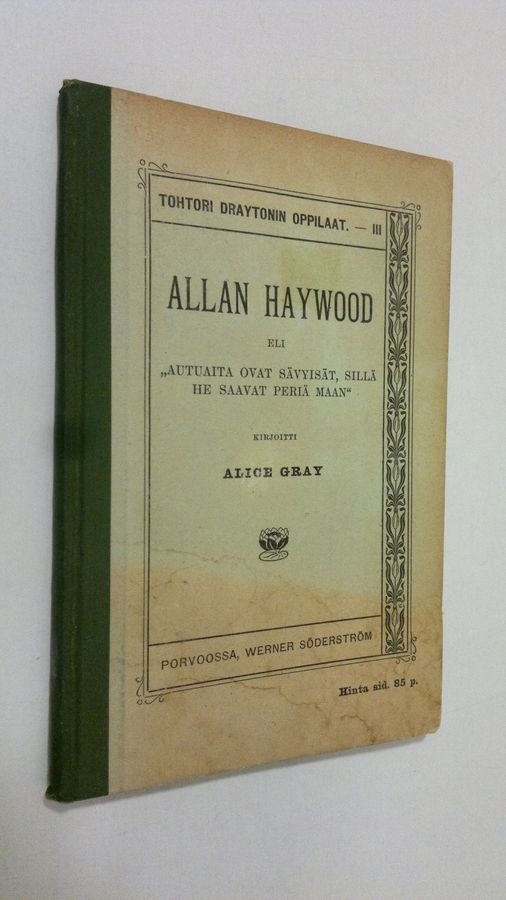 TOHTORI DRAYTONIN OPPILAAT. — III
ALLAN HAYWOOD
ELI
„AUTUAITA OVAT SÄVYISÄT, SILLÄ
HE SAAVAT PERIÄ MAAN“
KIRJOITTI
ALICE GRAY
PORVOOSSA, WERNER SÖDERSTRÖM
Hinta sid. 85 p.